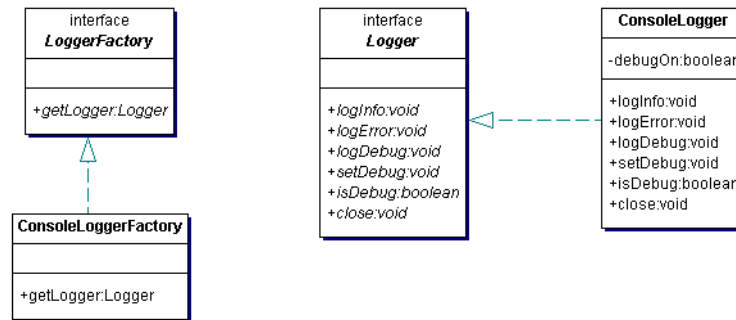 interface
LoggerFactory
+getLogger:Logger
ConsoleLoggerFactory
+getLogger:Logger
interface
Logger
+logInfo:void
+logError:void
+logDebug:void
+setDebug:void
+isDebug:boolean
+close:void
ConsoleLogger
-debugOn:boolean
+logInfo:void
+logError:void
+logDebug:void
+setDebug:void
+isDebug:boolean
+close:void